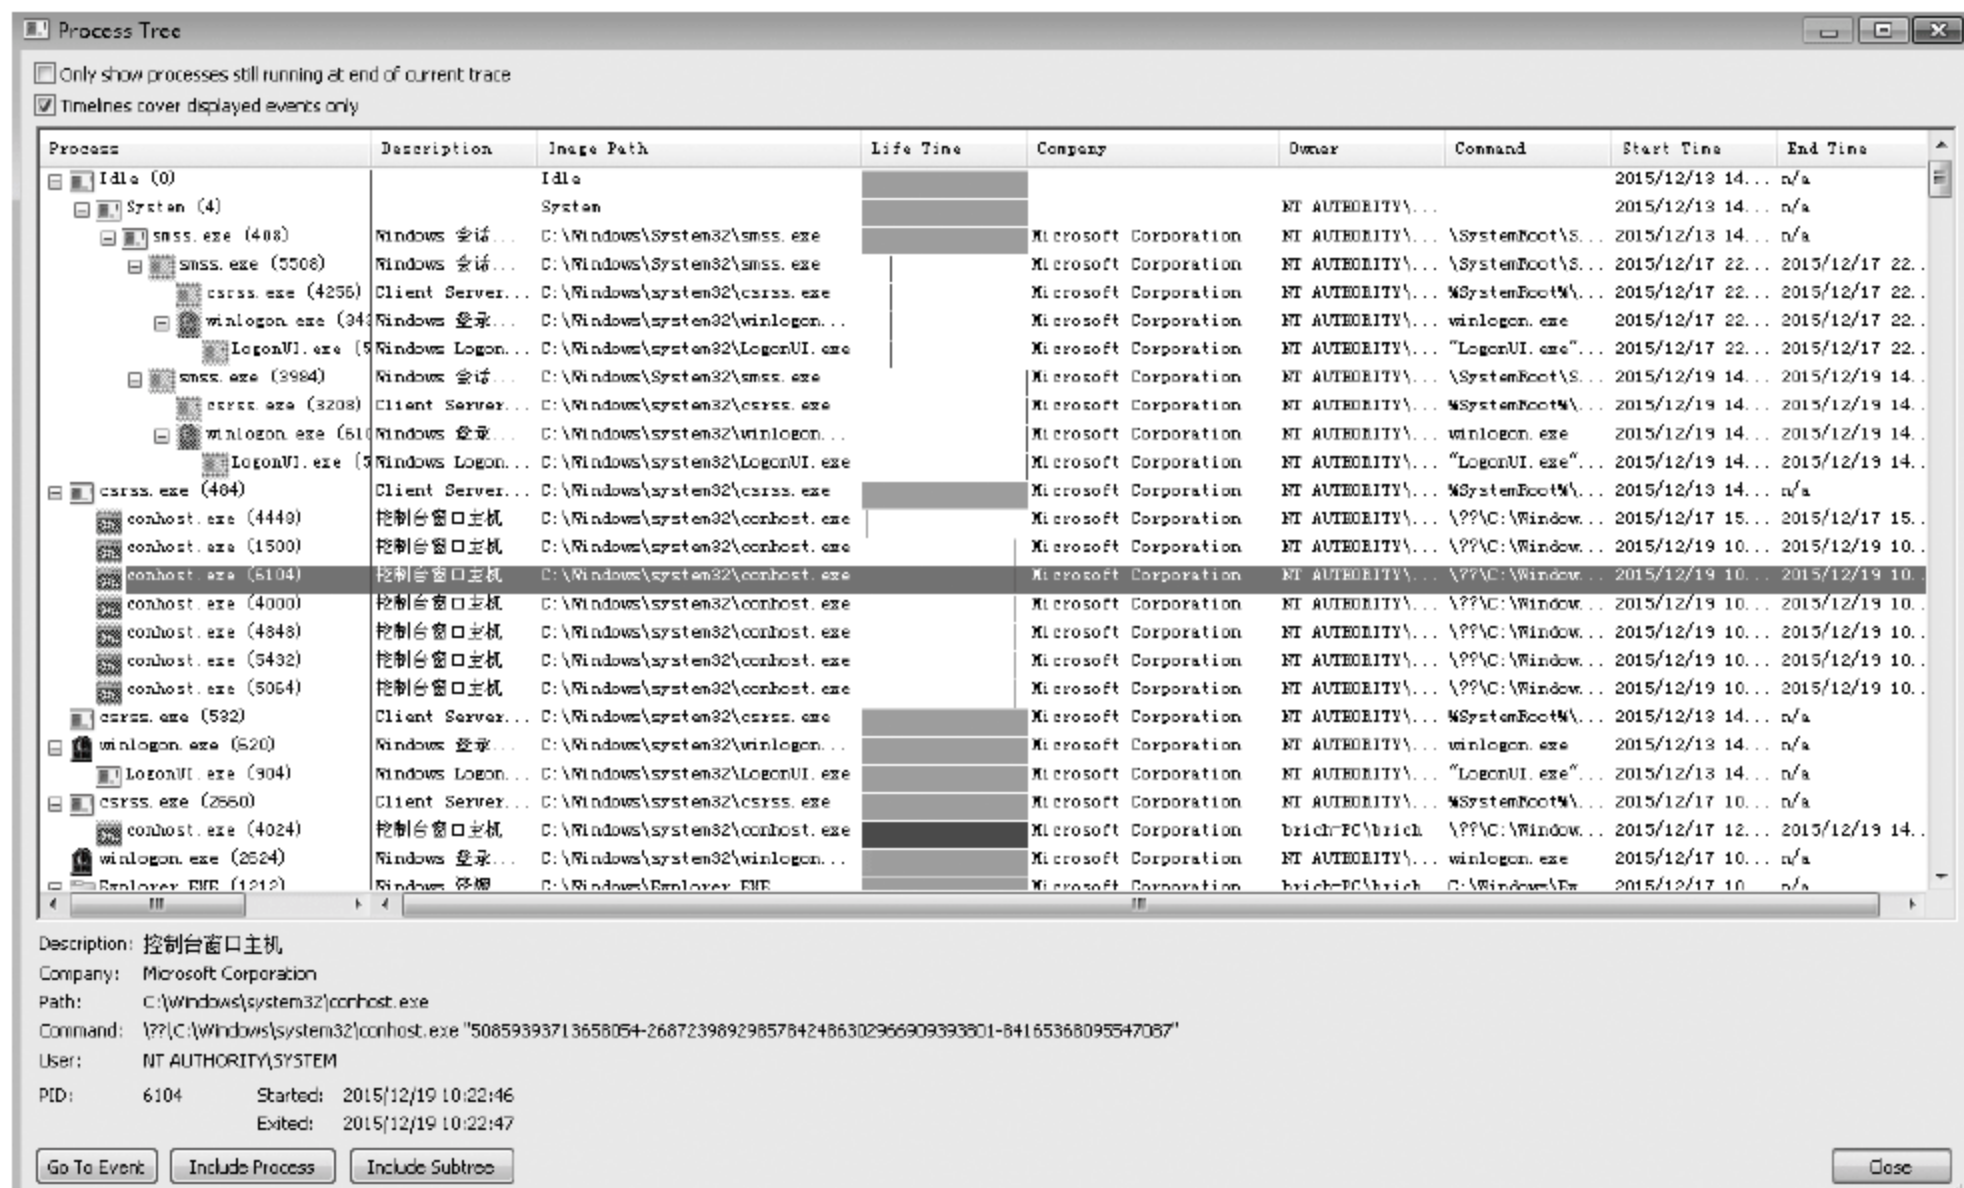 Process Tree
Only show processes still running at end of current trace
Timelines cover displayed events only
Process Description Image Path Life Time Company Owner Command Start Time End Time
Idle (0) Idle 2015/12/13 14... n/a
System (4) System NT AUTHORITY\... 2015/12/13 14... n/a
smss.exe (408) Windows 会话... C:\Windows\System32\smss.exe Microsoft Corporation NT AUTHORITY\... \SystemRoot\S... 2015/12/13 14... n/a
smss.exe (5508) Windows 会话... C:\Windows\System32\smss.exe Microsoft Corporation NT AUTHORITY\... \SystemRoot\S... 2015/12/17 22... 2015/12/17 22..
csrss.exe (4256) Client Server... C:\Windows\system32\csrss.exe Microsoft Corporation NT AUTHORITY\... %SystemRoot%\... 2015/12/17 22... 2015/12/17 22..
winlogon.exe (343 Windows 登录... C:\Windows\system32\winlogon... Microsoft Corporation NT AUTHORITY\... winlogon.exe 2015/12/17 22... 2015/12/17 22..
LogonUI.exe (5 Windows Logon... C:\Windows\system32\LogonUI.exe Microsoft Corporation NT AUTHORITY\... "LogonUI.exe"... 2015/12/17 22... 2015/12/17 22..
smss.exe (3984) Windows 会话... C:\Windows\System32\smss.exe Microsoft Corporation NT AUTHORITY\... \SystemRoot\S... 2015/12/19 14... 2015/12/19 14..
csrss.exe (3208) Client Server... C:\Windows\system32\csrss.exe Microsoft Corporation NT AUTHORITY\... %SystemRoot%\... 2015/12/19 14... 2015/12/19 14..
winlogon.exe (610 Windows 登录... C:\Windows\system32\winlogon... Microsoft Corporation NT AUTHORITY\... winlogon.exe 2015/12/19 14... 2015/12/19 14..
LogonUI.exe (5 Windows Logon... C:\Windows\system32\LogonUI.exe Microsoft Corporation NT AUTHORITY\... "LogonUI.exe"... 2015/12/19 14... 2015/12/19 14..
csrss.exe (484) Client Server... C:\Windows\system32\csrss.exe Microsoft Corporation NT AUTHORITY\... %SystemRoot%\... 2015/12/13 14... n/a
conhost.exe (4448) 控制台窗口主机 C:\Windows\system32\conhost.exe Microsoft Corporation NT AUTHORITY\... \??\C:\Window... 2015/12/17 15... 2015/12/17 15..
conhost.exe (1500) 控制台窗口主机 C:\Windows\system32\conhost.exe Microsoft Corporation NT AUTHORITY\... \??\C:\Window... 2015/12/19 10... 2015/12/19 10..
conhost.exe (6104) 控制台窗口主机 C:\Windows\system32\conhost.exe Microsoft Corporation NT AUTHORITY\... \??\C:\Window... 2015/12/19 10... 2015/12/19 10..
conhost.exe (4000) 控制台窗口主机 C:\Windows\system32\conhost.exe Microsoft Corporation NT AUTHORITY\... \??\C:\Window... 2015/12/19 10... 2015/12/19 10..
conhost.exe (4848) 控制台窗口主机 C:\Windows\system32\conhost.exe Microsoft Corporation NT AUTHORITY\... \??\C:\Window... 2015/12/19 10... 2015/12/19 10..
conhost.exe (5432) 控制台窗口主机 C:\Windows\system32\conhost.exe Microsoft Corporation NT AUTHORITY\... \??\C:\Window... 2015/12/19 10... 2015/12/19 10..
conhost.exe (5064) 控制台窗口主机 C:\Windows\system32\conhost.exe Microsoft Corporation NT AUTHORITY\... \??\C:\Window... 2015/12/19 10... 2015/12/19 10..
csrss.exe (532) Client Server... C:\Windows\system32\csrss.exe Microsoft Corporation NT AUTHORITY\... %SystemRoot%\... 2015/12/13 14... n/a
winlogon.exe (620) Windows 登录... C:\Windows\system32\winlogon... Microsoft Corporation NT AUTHORITY\... winlogon.exe 2015/12/13 14... n/a
LogonUI.exe (904) Windows Logon... C:\Windows\system32\LogonUI.exe Microsoft Corporation NT AUTHORITY\... "LogonUI.exe"... 2015/12/13 14... n/a
csrss.exe (2660) Client Server... C:\Windows\system32\csrss.exe Microsoft Corporation NT AUTHORITY\... %SystemRoot%\... 2015/12/17 10... n/a
conhost.exe (4024) 控制台窗口主机 C:\Windows\system32\conhost.exe Microsoft Corporation brich-PC\brich \??\C:\Window... 2015/12/17 12... 2015/12/19 14..
winlogon.exe (2624) Windows 登录... C:\Windows\system32\winlogon... Microsoft Corporation NT AUTHORITY\... winlogon.exe 2015/12/17 10... n/a
Explorer.EXE (1212) Windows C:\Windows\Explorer.EXE Microsoft Corporation brich-PC\brich C:\Windows\Ex... 2015/12/17 10... n/a
Description: 控制台窗口主机
Company: Microsoft Corporation
Path: C:\Windows\system32\conhost.exe
Command: \??\C:\Windows\system32\conhost.exe "50859393713658054-2687239892985784248630296690939380​1-84165368095547087"
User: NT AUTHORITY\SYSTEM
PID: 6104 Started: 2015/12/19 10:22:46
Exited: 2015/12/19 10:22:47
Go To Event Include Process Include Subtree Close